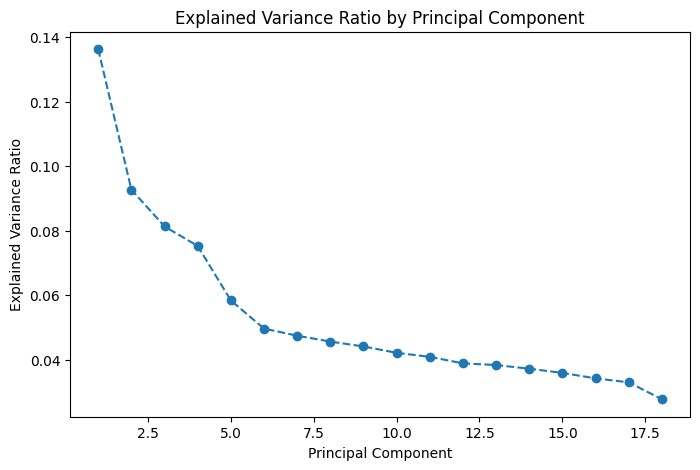 Explained Variance Ratio by Principal Component
0.14
0.12
0.10
0.08
0.06
0.04
Explained Variance Ratio
2.5 5.0 7.5 10.0 12.5 15.0 17.5
Principal Component